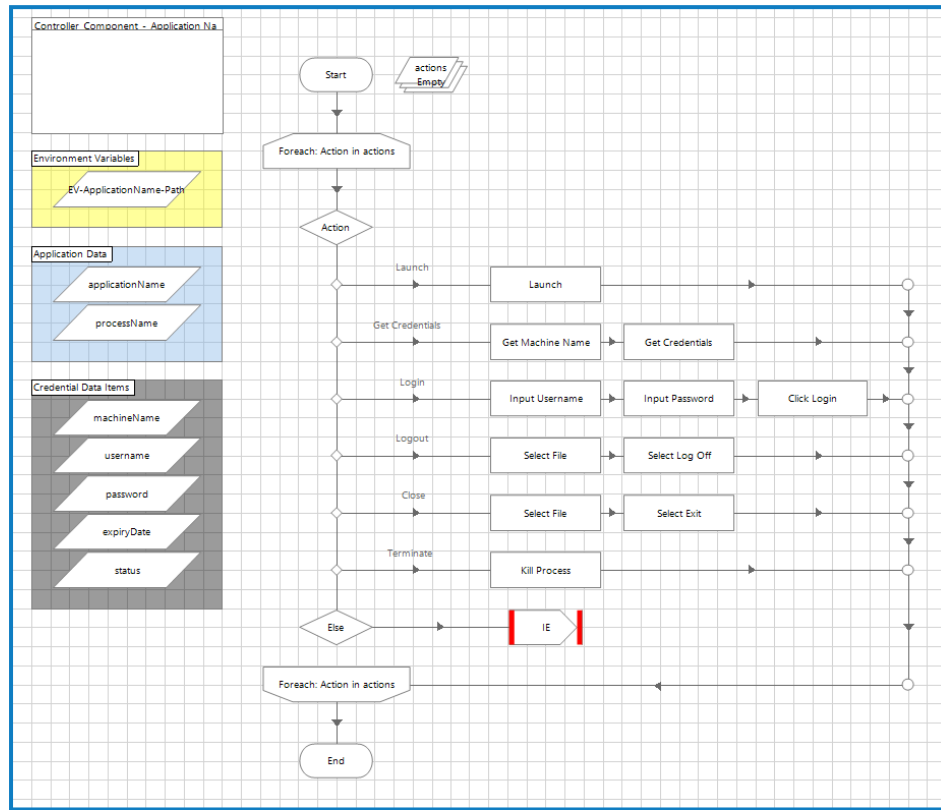 Controller Component - Application Na
Start
actions
Empty
Foreach: Action in actions
Environment Variables
EV-ApplicationName-Path
Action
Application Data
applicationName
processName
Launch
Launch
Get Credentials
Get Machine Name
Get Credentials
Credential Data Items
machineName
username
password
expiryDate
status
Login
Input Username
Input Password
Click Login
Logout
Select File
Select Log Off
Close
Select File
Select Exit
Terminate
Kill Process
Else
IE
Foreach: Action in actions
End